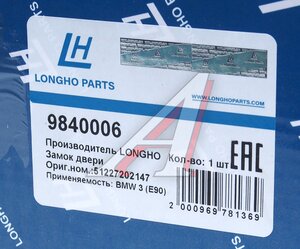 LH
LONGHO PARTS
WWW.LONGHOPARTS.COM
9840006
Производитель LONGHO
Замок двери Кол-во: 1 шт
Ориг.ном.:51227202147
Применяемость: BMW 3 (E90)
EAC
2 000969 781369